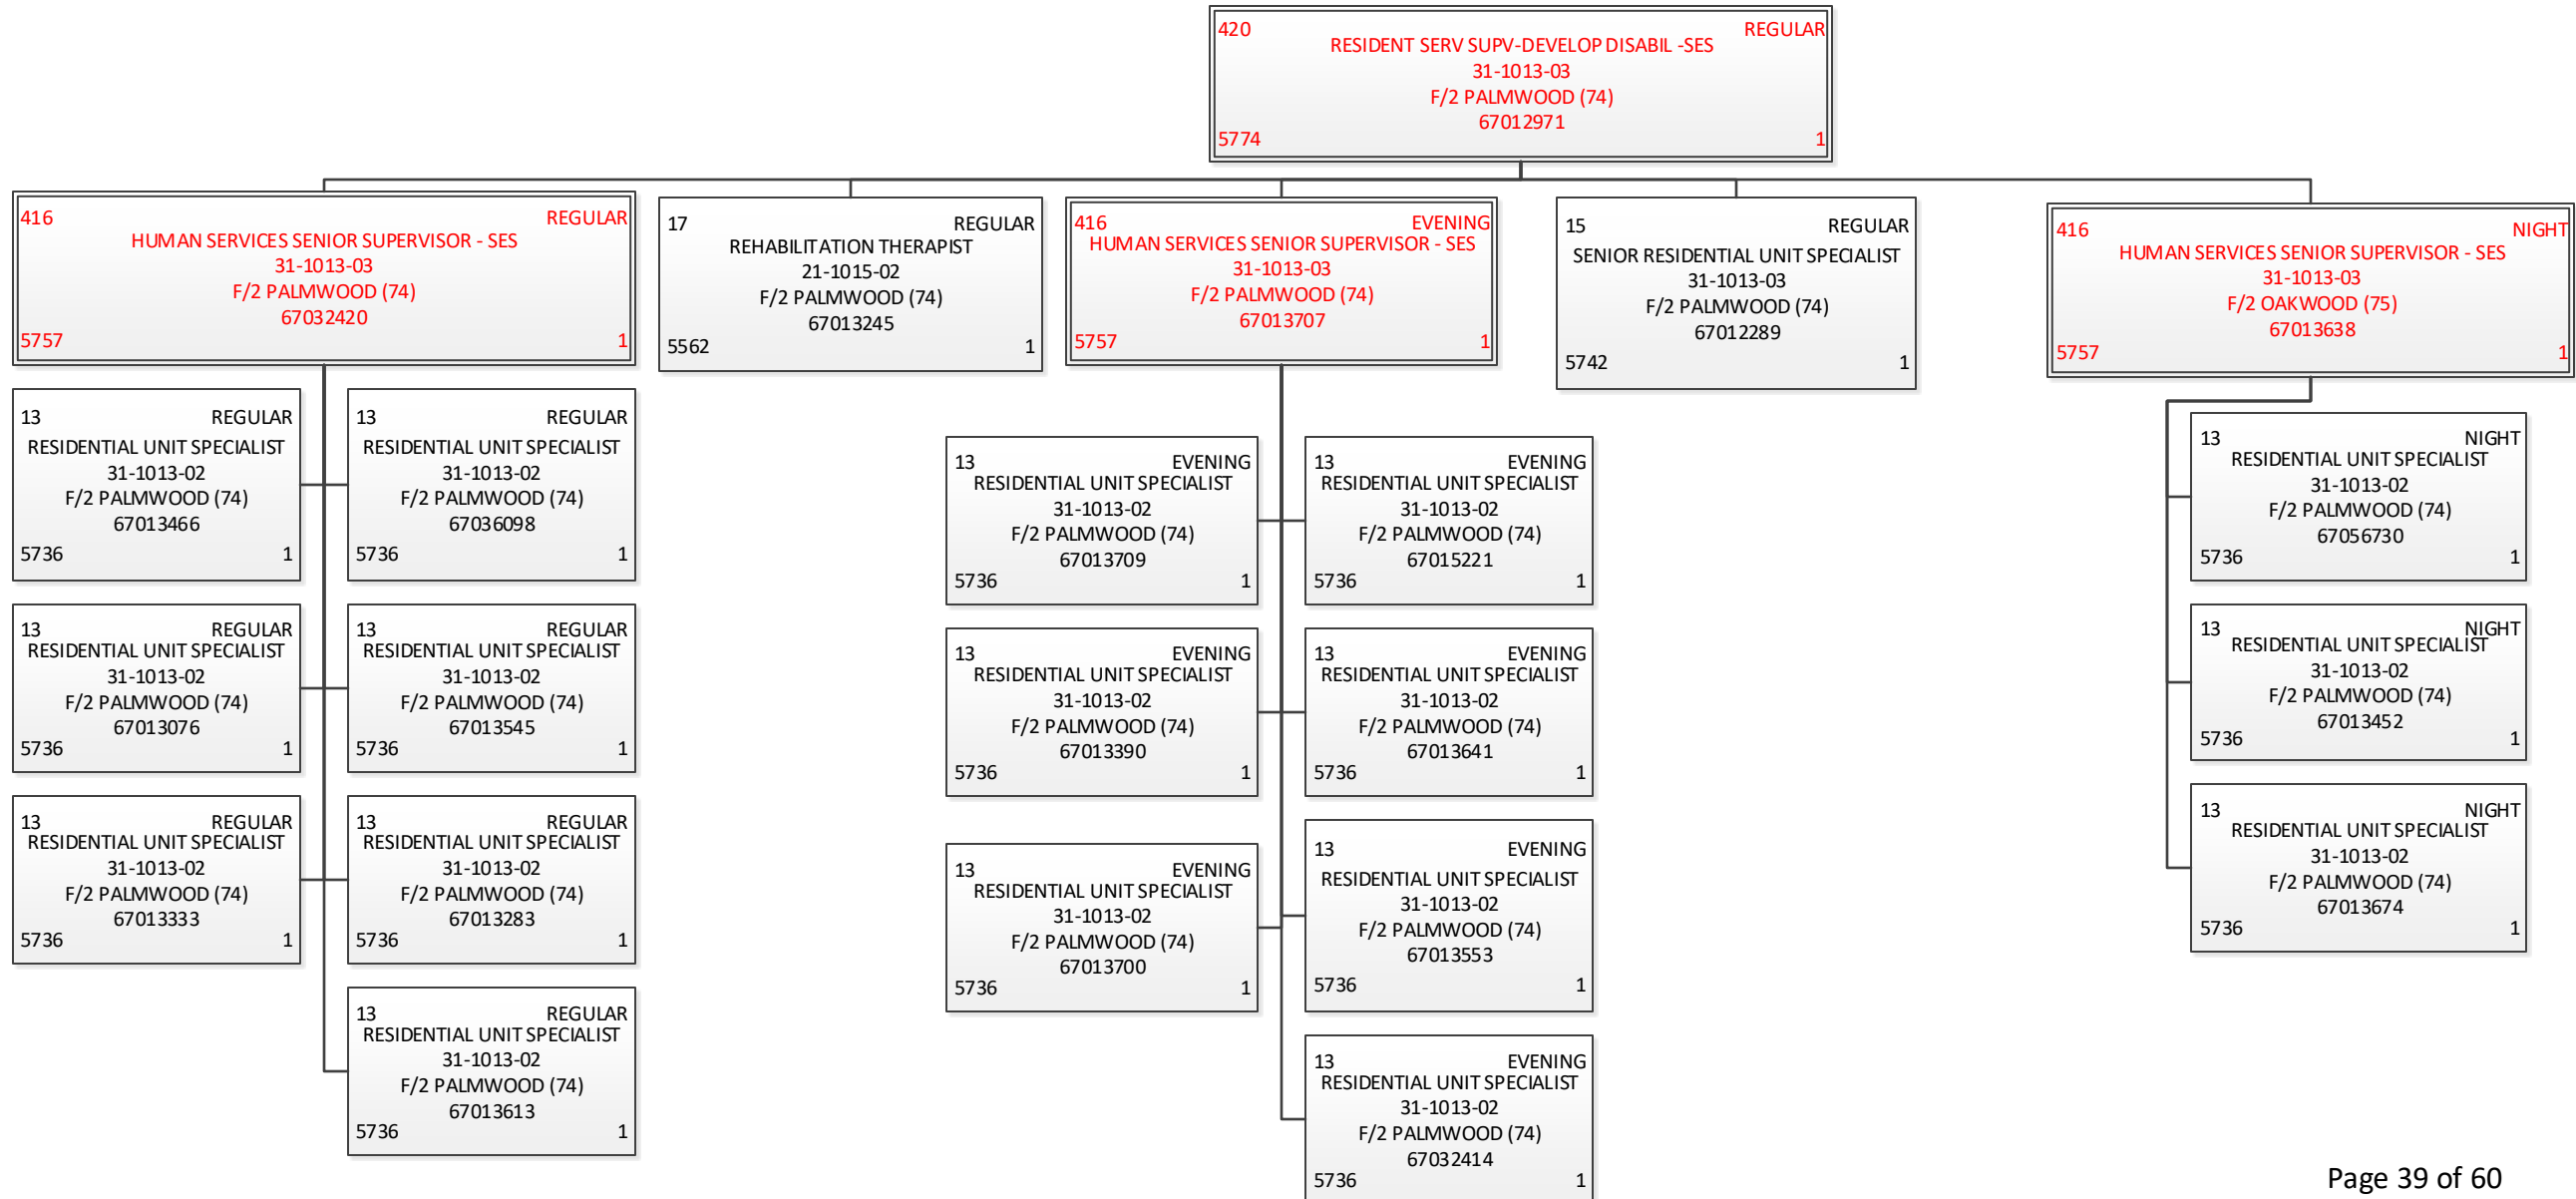 420 REGULAR
RESIDENT SERV SUPV-DEVELOP DISABIL -SES
31-1013-03
F/2 PALMWOOD (74)
67012971
5774 1
416 REGULAR
HUMAN SERVICES SENIOR SUPERVISOR - SES
31-1013-03
F/2 PALMWOOD (74)
67032420
5757 1
17 REGULAR
REHABILITATION THERAPIST
21-1015-02
F/2 PALMWOOD (74)
67013245
5562 1
416 EVENING
HUMAN SERVICES SENIOR SUPERVISOR - SES
31-1013-03
F/2 PALMWOOD (74)
67013707
5757 1
15 REGULAR
SENIOR RESIDENTIAL UNIT SPECIALIST
31-1013-03
F/2 PALMWOOD (74)
67012289
5742 1
416 NIGHT
HUMAN SERVICES SENIOR SUPERVISOR - SES
31-1013-03
F/2 OAKWOOD (75)
67013638
5757 1
13 REGULAR
RESIDENTIAL UNIT SPECIALIST
31-1013-02
F/2 PALMWOOD (74)
67013466
5736 1
13 REGULAR
RESIDENTIAL UNIT SPECIALIST
31-1013-02
F/2 PALMWOOD (74)
67036098
5736 1
13 REGULAR
RESIDENTIAL UNIT SPECIALIST
31-1013-02
F/2 PALMWOOD (74)
67013076
5736 1
13 REGULAR
RESIDENTIAL UNIT SPECIALIST
31-1013-02
F/2 PALMWOOD (74)
67013545
5736 1
13 REGULAR
RESIDENTIAL UNIT SPECIALIST
31-1013-02
F/2 PALMWOOD (74)
67013333
5736 1
13 REGULAR
RESIDENTIAL UNIT SPECIALIST
31-1013-02
F/2 PALMWOOD (74)
67013283
5736 1
13 REGULAR
RESIDENTIAL UNIT SPECIALIST
31-1013-02
F/2 PALMWOOD (74)
67013613
5736 1
13 EVENING
RESIDENTIAL UNIT SPECIALIST
31-1013-02
F/2 PALMWOOD (74)
67013709
5736 1
13 EVENING
RESIDENTIAL UNIT SPECIALIST
31-1013-02
F/2 PALMWOOD (74)
67015221
5736 1
13 EVENING
RESIDENTIAL UNIT SPECIALIST
31-1013-02
F/2 PALMWOOD (74)
67013390
5736 1
13 EVENING
RESIDENTIAL UNIT SPECIALIST
31-1013-02
F/2 PALMWOOD (74)
67013641
5736 1
13 EVENING
RESIDENTIAL UNIT SPECIALIST
31-1013-02
F/2 PALMWOOD (74)
67013700
5736 1
13 EVENING
RESIDENTIAL UNIT SPECIALIST
31-1013-02
F/2 PALMWOOD (74)
67013553
5736 1
13 EVENING
RESIDENTIAL UNIT SPECIALIST
31-1013-02
F/2 PALMWOOD (74)
67032414
5736 1
13 NIGHT
RESIDENTIAL UNIT SPECIALIST
31-1013-02
F/2 PALMWOOD (74)
67056730
5736 1
13 NIGHT
RESIDENTIAL UNIT SPECIALIST
31-1013-02
F/2 PALMWOOD (74)
67013452
5736 1
13 NIGHT
RESIDENTIAL UNIT SPECIALIST
31-1013-02
F/2 PALMWOOD (74)
67013674
5736 1
Page 39 of 60